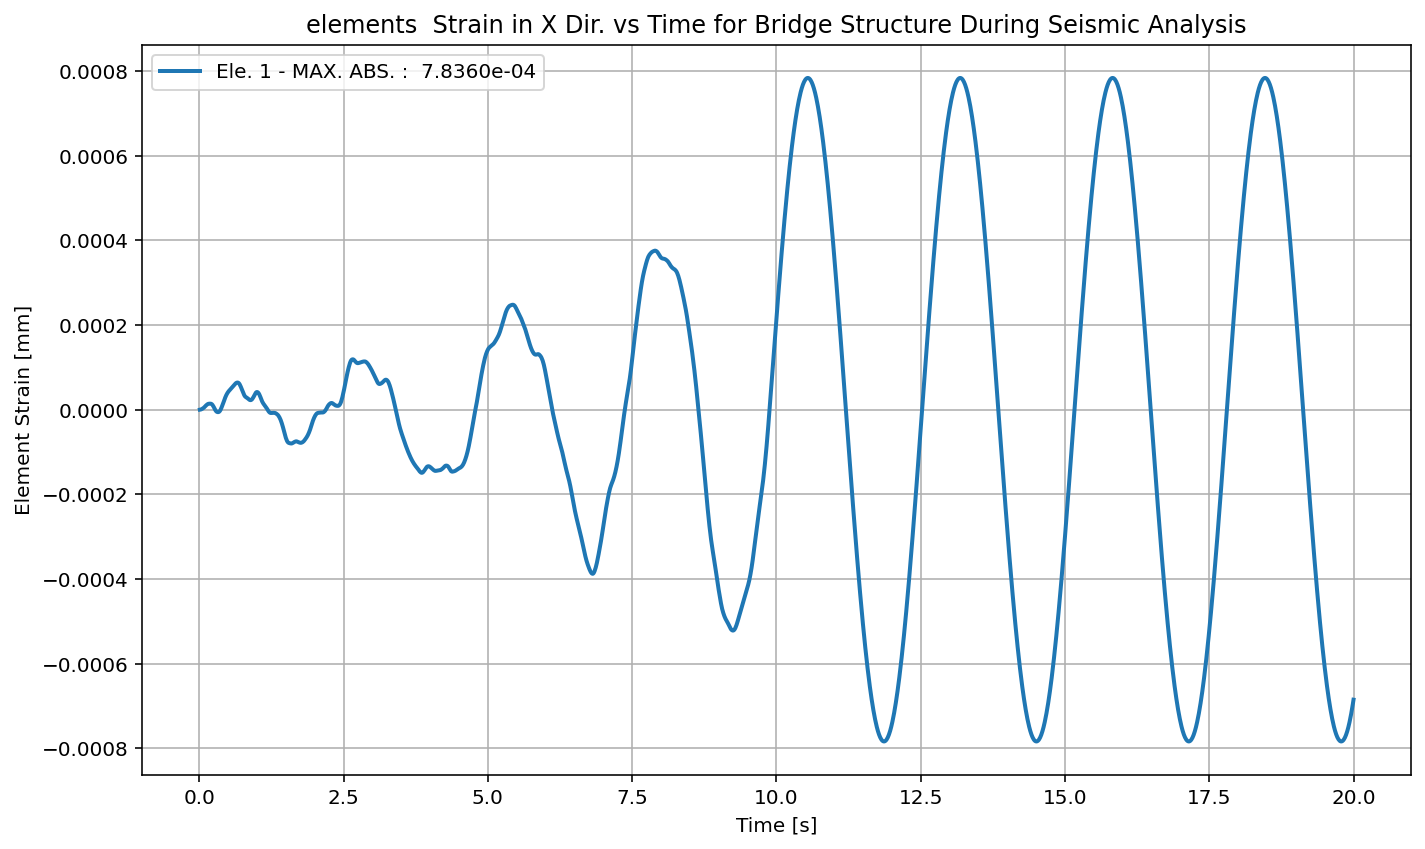 elements  Strain in X Dir. vs Time for Bridge Structure During Seismic Analysis
Ele. 1 - MAX. ABS. :  7.8360e-04
Element Strain [mm]
0.0008
0.0006
0.0004
0.0002
0.0000
−0.0002
−0.0004
−0.0006
−0.0008
0.0 2.5 5.0 7.5 10.0 12.5 15.0 17.5 20.0
Time [s]